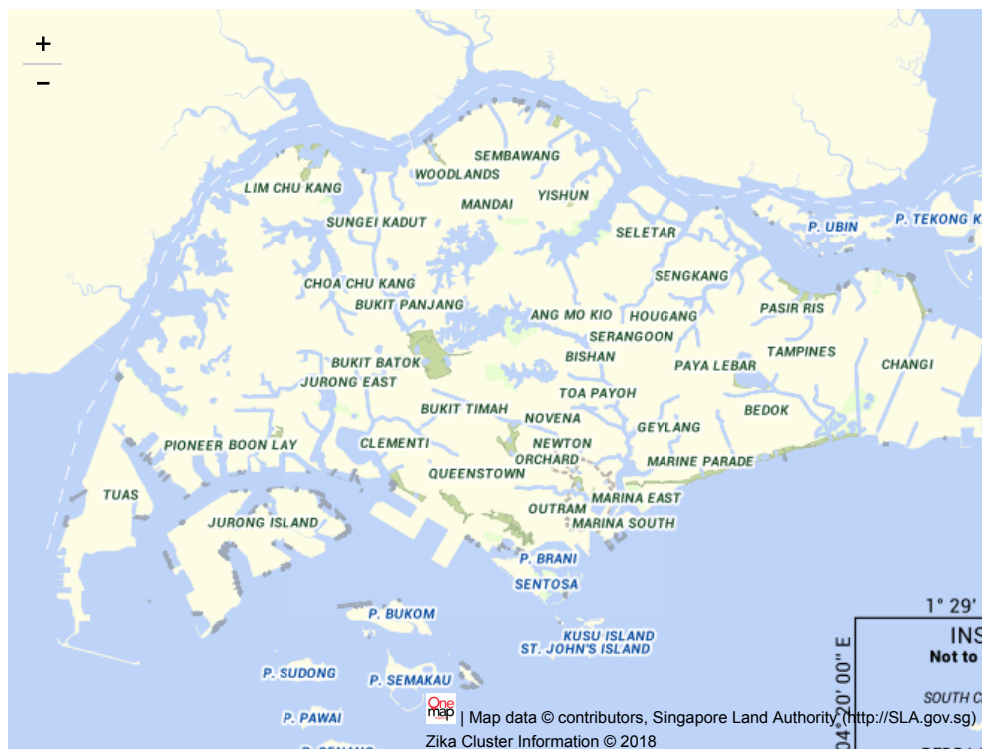 +
−
SEMBAWANG
WOODLANDS
LIM CHU KANG
MANDAI
YISHUN
SUNGEI KADUT
SELETAR
P. UBIN
P. TEKONG
SENGKANG
CHOA CHU KANG
BUKIT PANJANG
ANG MO KIO
HOUGANG
PASIR RIS
SERANGOON
BISHAN
TAMPINES
BUKIT BATOK
PAYA LEBAR
CHANGI
JURONG EAST
TOA PAYOH
BUKIT TIMAH
NOVENA
BEDOK
GEYLANG
PIONEER
BOON LAY
CLEMENTI
NEWTON
ORCHARD
MARINE PARADE
QUEENSTOWN
TUAS
MARINA EAST
OUTRAM
JURONG ISLAND
MARINA SOUTH
P. BRANI
SENTOSA
1° 29'
P. BUKOM
KUSU ISLAND
ST. JOHN'S ISLAND
INS
Not to
P. SUDONG
P. SEMAKAU
04° 20' 00" E
SOUTH C
P. PAWAI
One map | Map data © contributors, Singapore Land Authority (http://SLA.gov.sg)
Zika Cluster Information © 2018